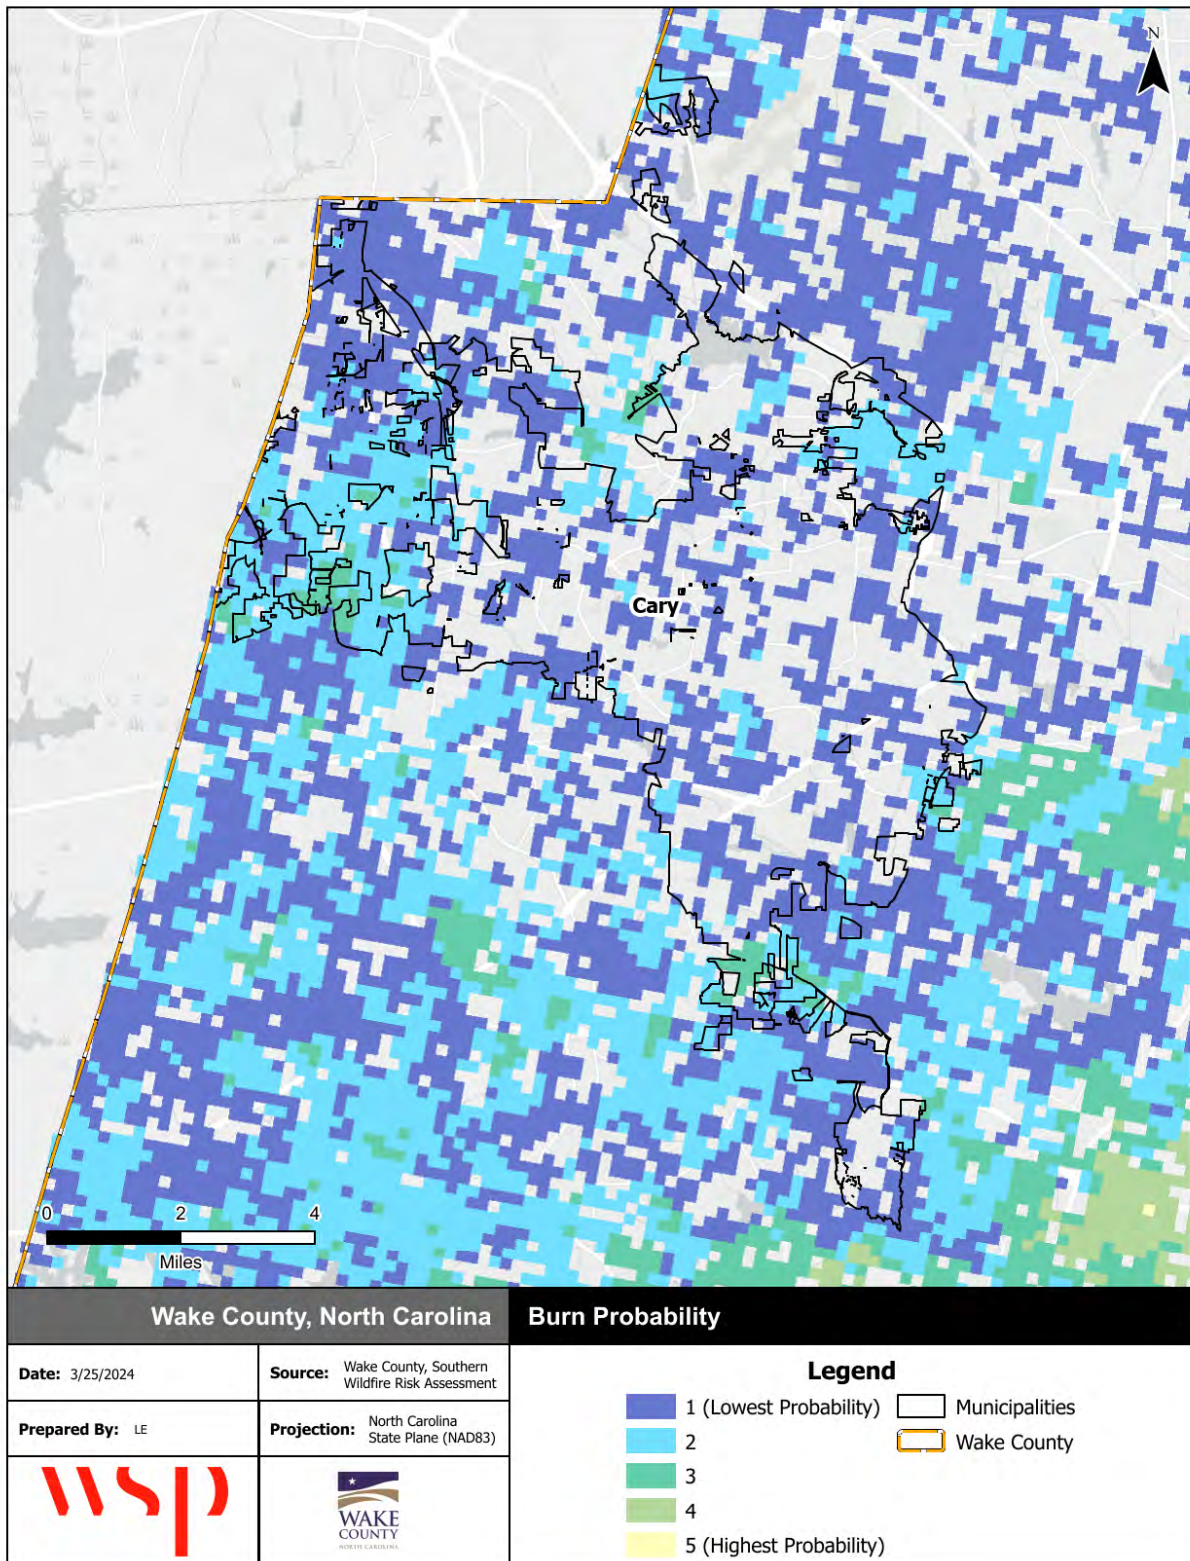 N
Cary
0 2 4
Miles
Wake County, North Carolina
Burn Probability
Date: 3/25/2024
Source: Wake County, Southern
Wildfire Risk Assessment
Prepared By: LE
Projection: North Carolina
State Plane (NAD83)
wsp
WAKE
COUNTY
NORTH CAROLINA
Legend
1 (Lowest Probability)
2
3
4
5 (Highest Probability)
Municipalities
Wake County